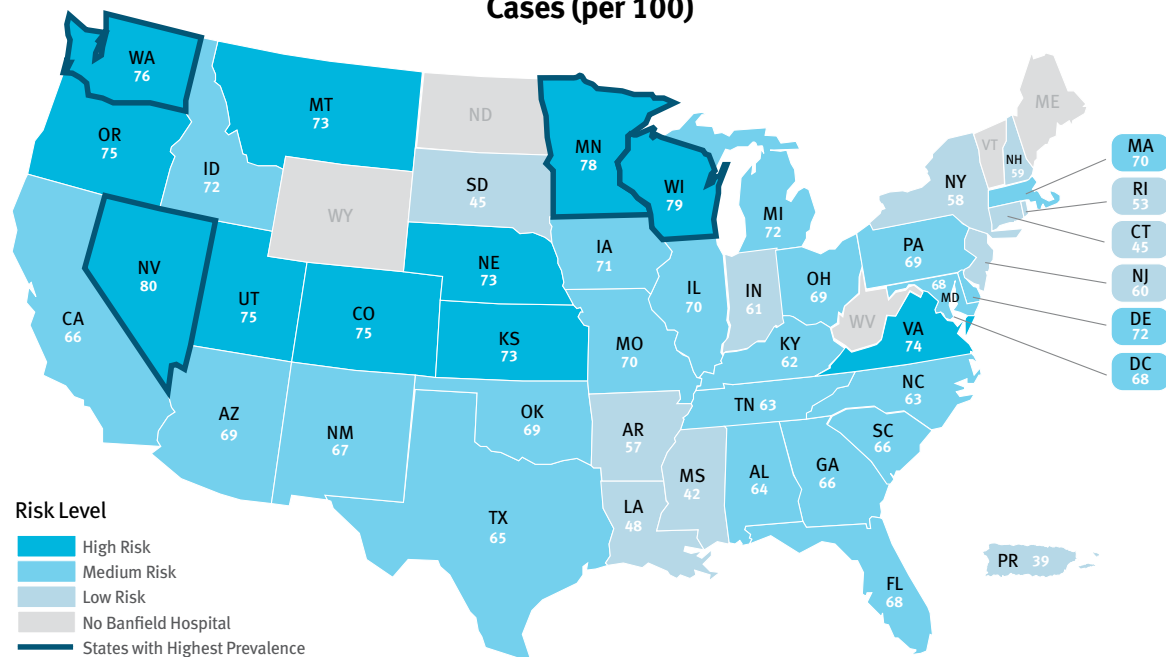 Cases (per 100)
WA
76
MT
73
ND
ME
OR
75
MN
78
VT
NH
59
MA
70
ID
72
SD
45
WI
79
NY
58
RI
53
WY
MI
72
CT
45
NV
80
NE
73
IA
71
PA
69
NJ
60
UT
75
CO
75
IL
70
IN
61
OH
69
68
MD
DE
72
CA
66
KS
73
MO
70
KY
62
WV
VA
74
DC
68
AZ
69
NM
67
OK
69
AR
57
TN 63
NC
63
SC
66
MS
42
AL
64
GA
66
TX
65
LA
48
FL
68
PR 39
Risk Level
High Risk
Medium Risk
Low Risk
No Banfield Hospital
States with Highest Prevalence